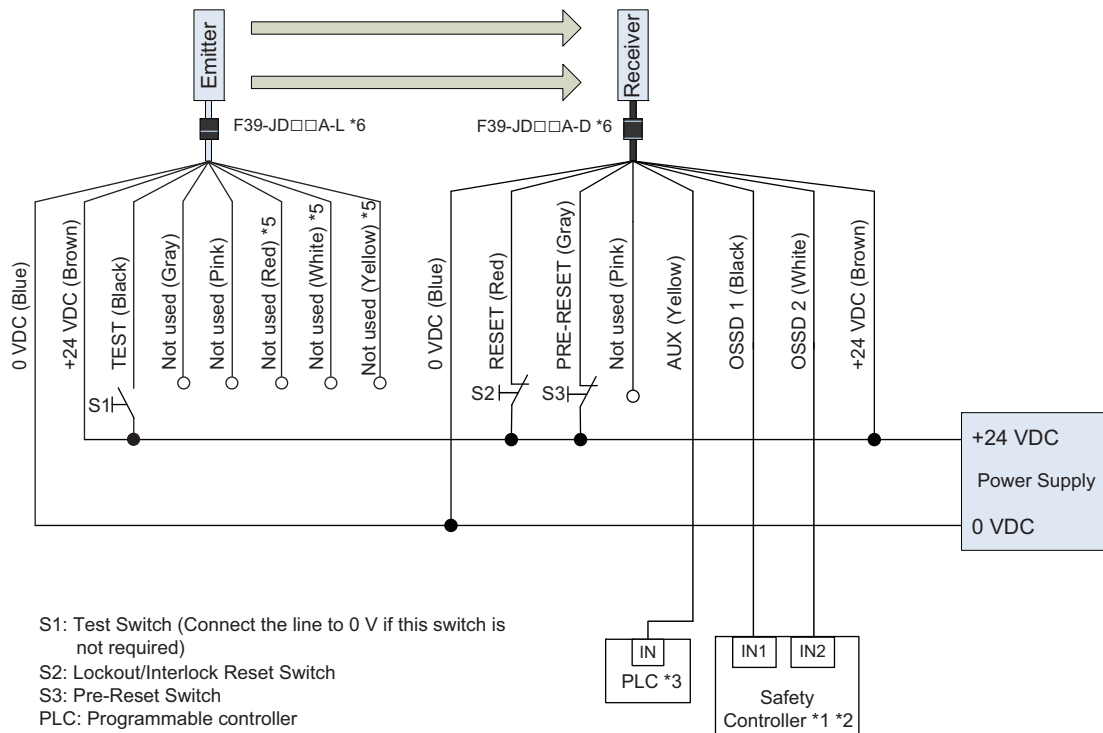 Emitter
Receiver
F39-JD□□A-L *6
F39-JD□□A-D *6
0 VDC (Blue)
+24 VDC (Brown)
TEST (Black)
Not used (Gray)
Not used (Pink)
Not used (Red) *5
Not used (White) *5
Not used (Yellow) *5
0 VDC (Blue)
RESET (Red)
PRE-RESET (Gray)
Not used (Pink)
AUX (Yellow)
OSSD 1 (Black)
OSSD 2 (White)
+24 VDC (Brown)
S1
S2
S3
+24 VDC
Power Supply
0 VDC
S1: Test Switch (Connect the line to 0 V if this switch is
not required)
S2: Lockout/Interlock Reset Switch
S3: Pre-Reset Switch
PLC: Programmable controller
IN
PLC *3
IN1
IN2
Safety
Controller *1 *2